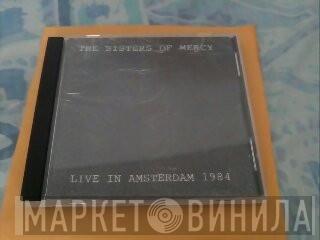 THE SISTERS OF MERCY
LIVE IN AMSTERDAM 1984
МАРКЕТ ВИНИЛА